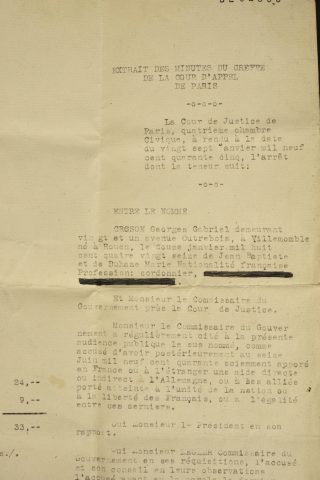 EXTRAIT DES MINUTES DU GREFFE
DE LA COUR D'APPEL
DE PARIS
-o-o-o-
La Cour de Justice de
Paris, quatrième chambre
Civique, à rendu à la date
du vingt sept janvier mil neuf
cent quarante cinq, l'arrêt
dont la teneur suit:
-o-o-
ENTRE LE NOMME
Georges Gabriel demeurant
vingt et un avenue Outrebois, à Villemomble
né à Rouen, le douze janvier mil huit
cent quatre vingt seize de Jean Baptiste
et de Marie Nationalité française
Profession: cordonnier,
Et Monsieur le Commissaire du
Gouvernement près le Cour de Justice.
Monsieur le Commissaire du Gouver
nement a régulièrement cité à la présente
audience publique le sus nommé, comme
accusé d'avoir postérieurement au seize
Juin mil neuf cent quarante sciemment apporé
en France ou à l'étranger une aide directe
ou indirect à l'Allemagne, ou à ses alliés
porté atteinte à l'unité de la nation ou
à la liberté des Français, ou à l'égalité
entre ces derniers.
24,--
9,--
33,--
Oui Monsieur le Président en son
rapport.
s./.
Oui Monsieur Commissaire du
Gouvernement en ses réquisitions, l'accusé
et son conseil en leurs observations